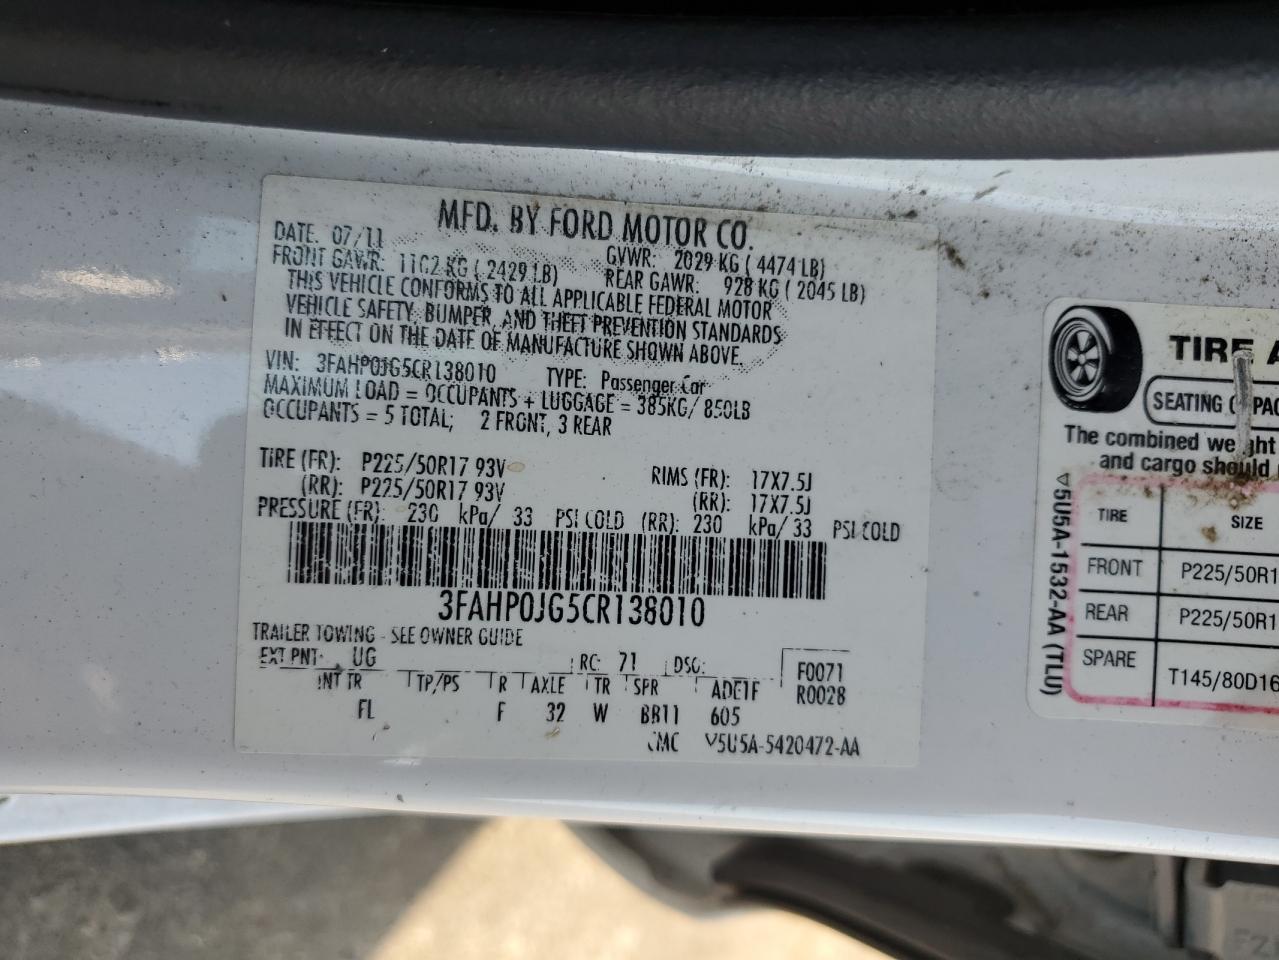 MFD. BY FORD MOTOR CO.
DATE: 07/11 GVWR: 2029 KG ( 4474 LB)
FRONT GAWR: 1102 KG ( 2429 LB) REAR GAWR: 928 KG ( 2045 LB)
THIS VEHICLE CONFORMS TO ALL APPLICABLE FEDERAL MOTOR
VEHICLE SAFETY, BUMPER, AND THEFT PREVENTION STANDARDS
IN EFFECT ON THE DATE OF MANUFACTURE SHOWN ABOVE.
VIN: 3FAHP0JG5CR138010 TYPE: Passenger Car
MAXIMUM LOAD = OCCUPANTS + LUGGAGE = 385KG/ 850LB
OCCUPANTS = 5 TOTAL; 2 FRONT, 3 REAR
TIRE (FR): P225/50R17 93V RIMS (FR): 17X7.5J
(RR): P225/50R17 93V (RR): 17X7.5J
PRESSURE (FR): 230 kPa/ 33 PSI COLD (RR): 230 kPa/ 33 PSI COLD
3FAHP0JG5CR138010
TRAILER TOWING - SEE OWNER GUIDE
EXT PNT: UG RC: 71 DSO: F0071
INT TR TP/PS R AXLE TR SPR R0028
FL F 32 W BB11 605
5U5A-5420472-AA
TIRE A
SEATING
The combined
and cargo should
▽5U5A-1532-AA (TLU)
TIRE SIZE
FRONT P225/50R1
REAR P225/50R1
SPARE T145/80D16